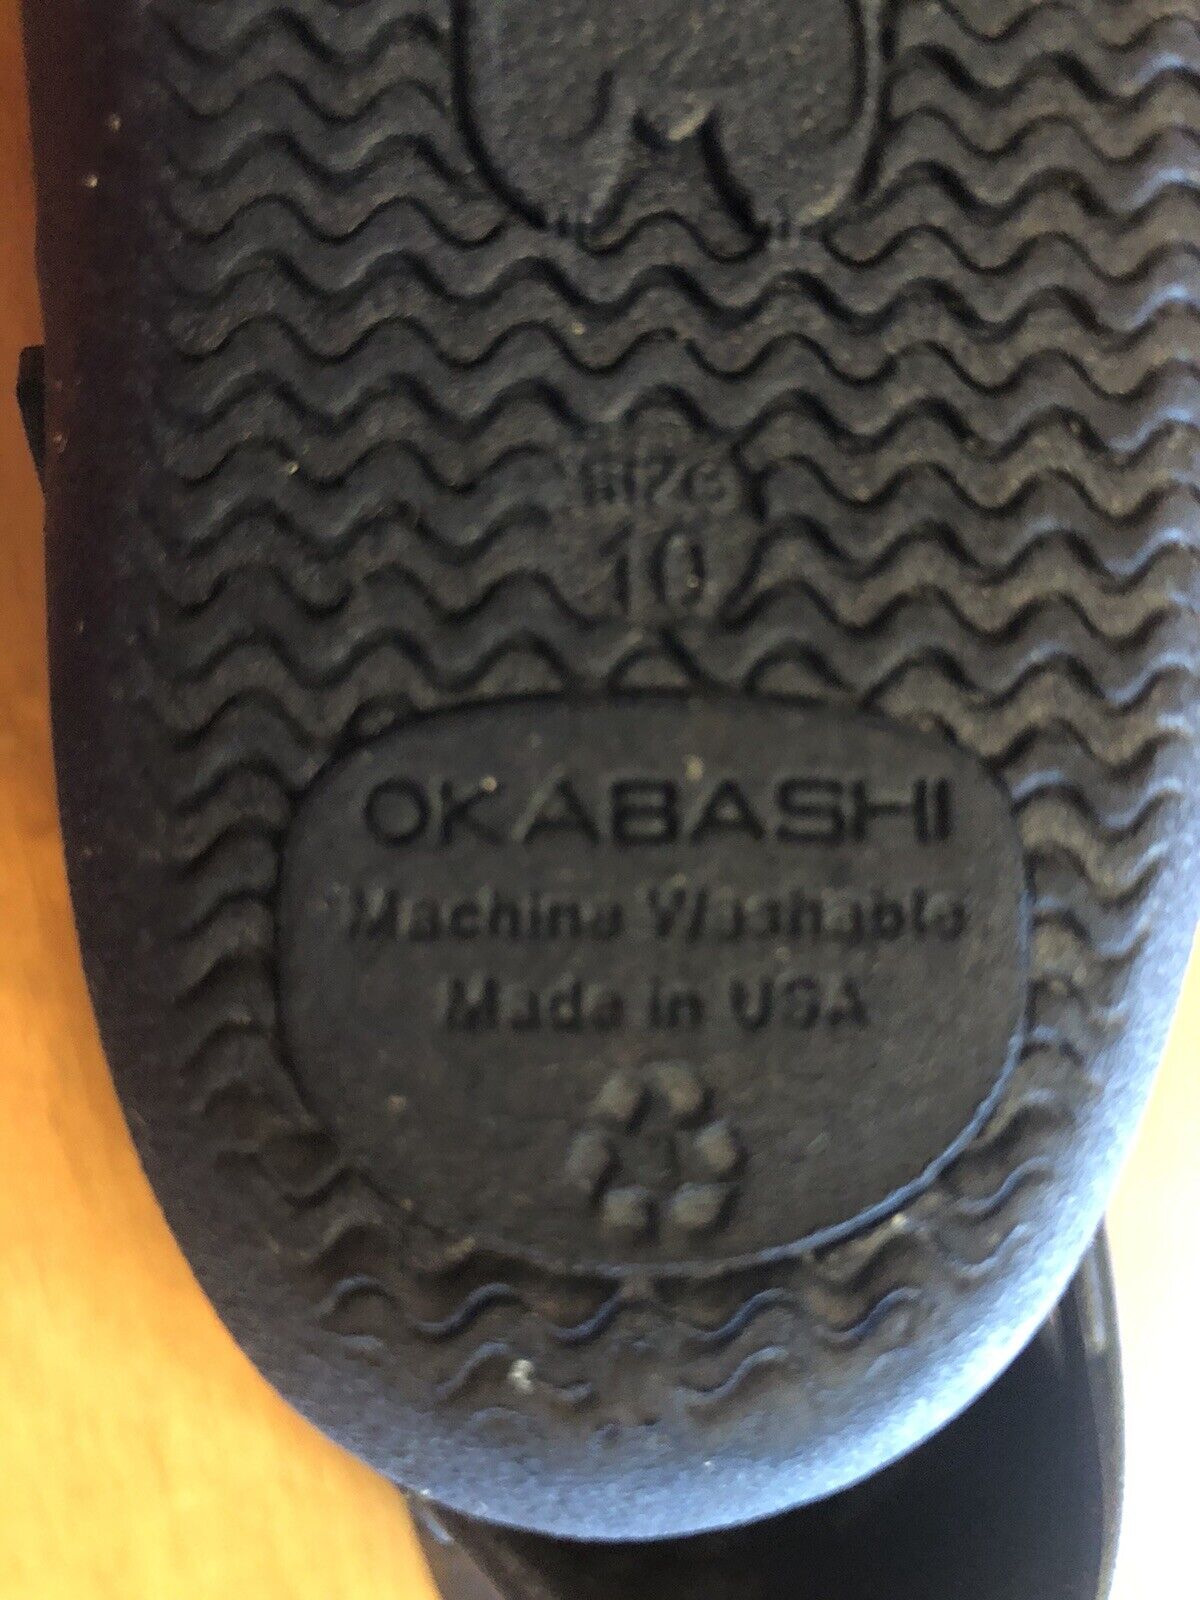 SIZE
10
OKABASHI
Machine Washable
Made in USA